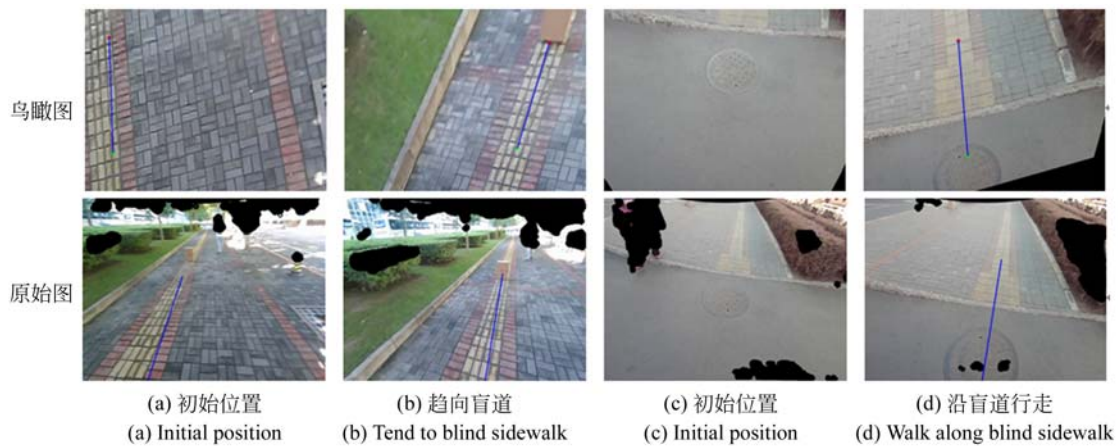 鸟瞰图
原始图
(a) 初始位置 (b) 趋向盲道 (c) 初始位置 (d) 沿盲道行走
(a) Initial position (b) Tend to blind sidewalk (c) Initial position (d) Walk along blind sidewalk